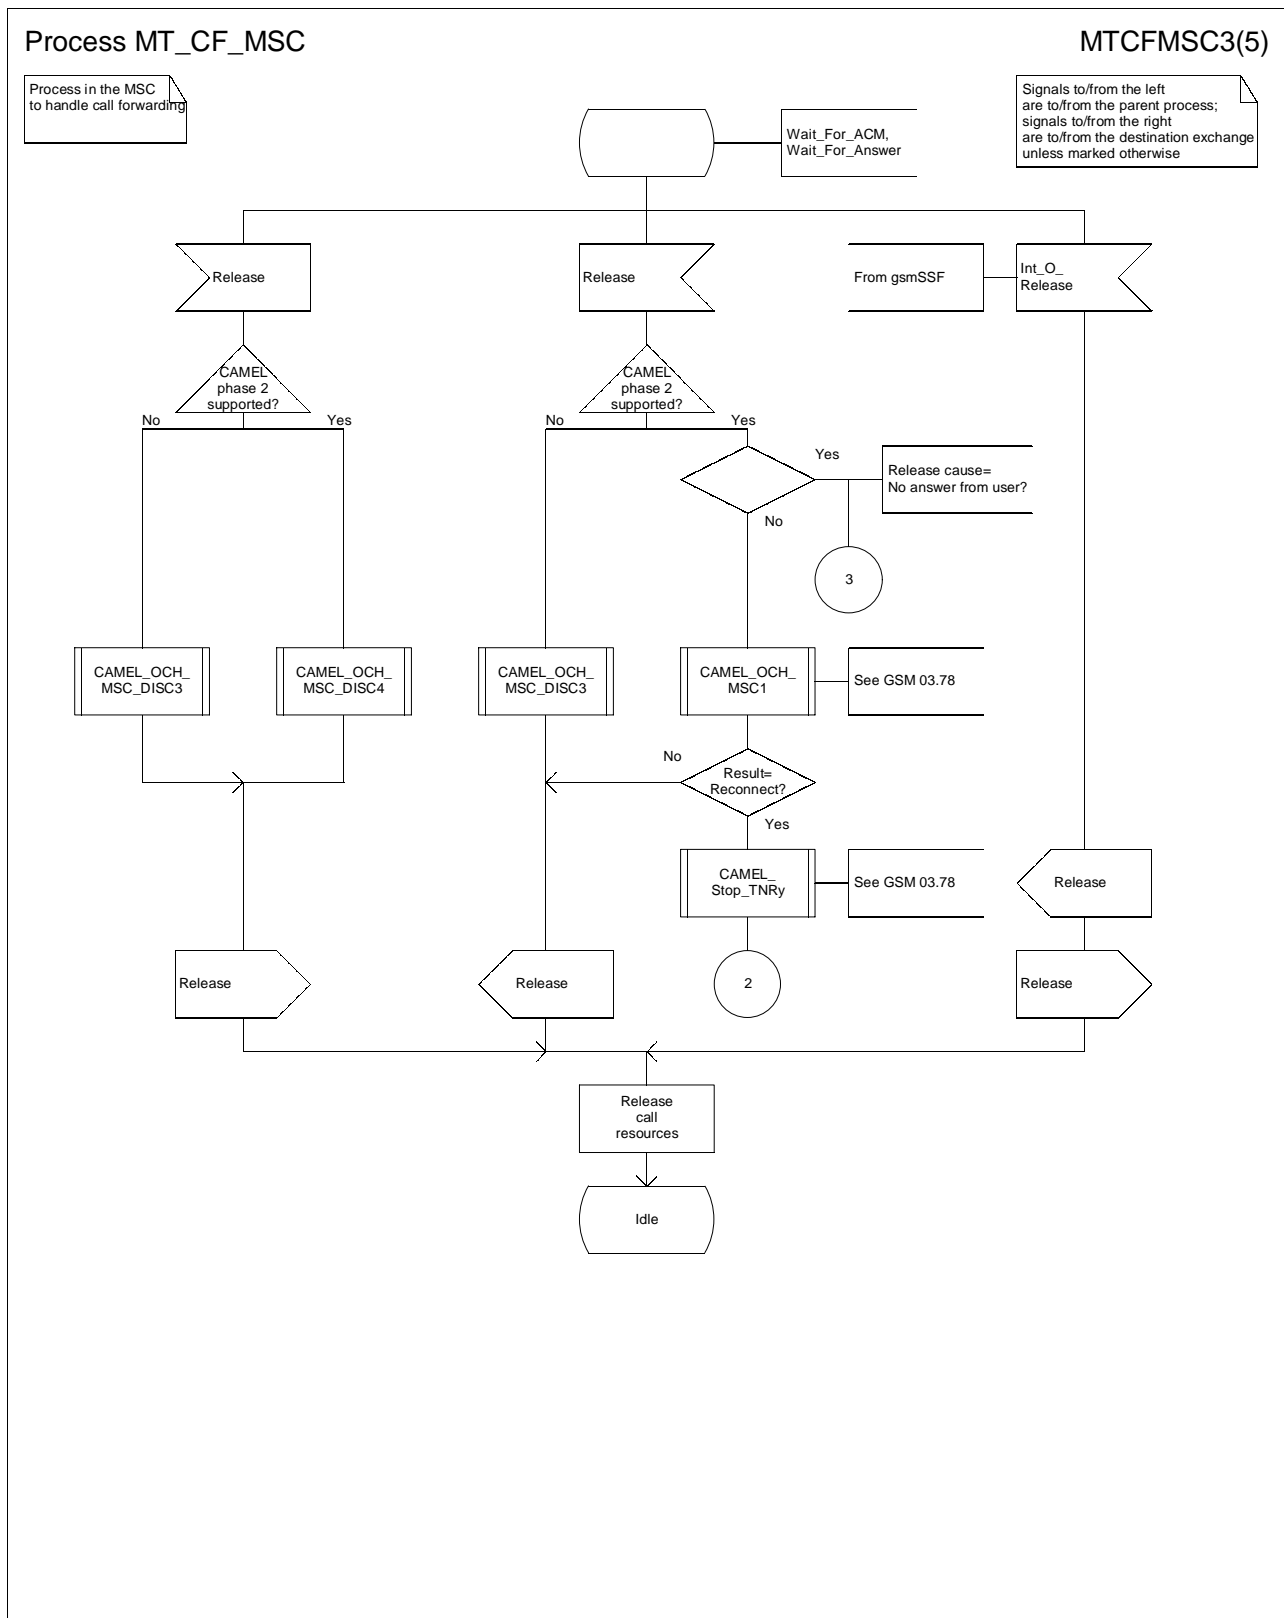 Process MT_CF_MSC
MTCFMSC3(5)
Process in the MSC
to handle call forwarding
Signals to/from the left
are to/from the parent process;
signals to/from the right
are to/from the destination exchange
unless marked otherwise
Wait_For_ACM,
Wait_For_Answer
Release
Release
From gsmSSF
Int_O_
Release
CAMEL
phase 2
supported?
CAMEL
phase 2
supported?
No
Yes
No
Yes
Yes
Release cause=
No answer from user?
No
3
CAMEL_OCH_
MSC_DISC3
CAMEL_OCH_
MSC_DISC4
CAMEL_OCH_
MSC_DISC3
CAMEL_OCH_
MSC1
See GSM 03.78
No
Result=
Reconnect?
Yes
CAMEL_
Stop_TNRy
See GSM 03.78
Release
Release
Release
2
Release
Release
call
resources
Idle